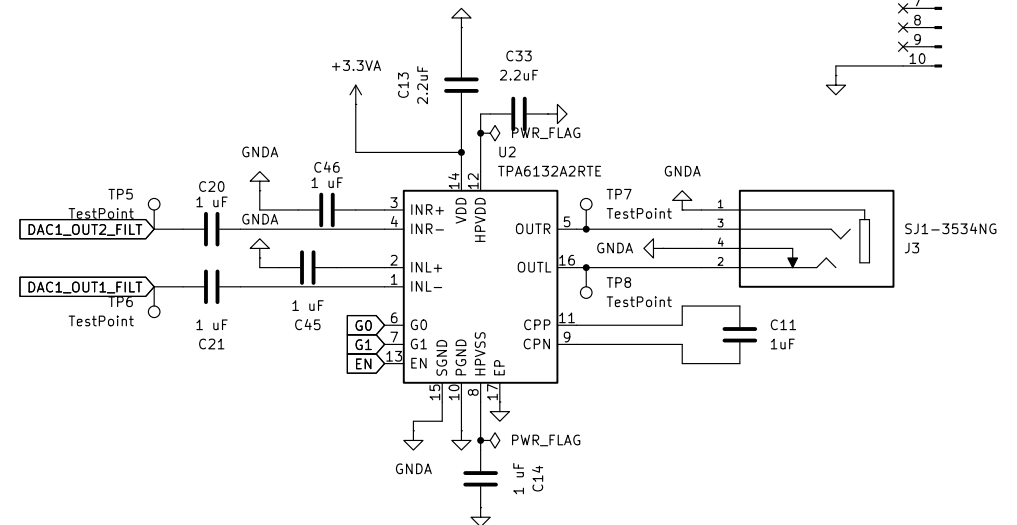 7
8
9
10
C33
2.2uF
+3.3VA
C13
2.2uF
PWR_FLAG
U2
TPA6132A2RTE
GNDA
C46
1 uF
GNDA
14
12
TP5
TestPoint
C20
1 uF
GNDA
VDD
HPVDD
TP7
TestPoint
DAC1_OUT2_FILT
3
INR+
4
INR-
OUTR
5
1
3
GNDA
4
2
SJ1-3534NG
J3
2
INL+
1
INL-
OUTL
16
TP8
TestPoint
DAC1_OUT1_FILT
TP6
TestPoint
1 uF
C21
1 uF
C45
G0
6
G0
G1
7
G1
EN
13
EN
CPP
11
CPN
9
C11
1uF
SGND
PGND
HPVSS
EP
15
10
8
17
PWR_FLAG
GNDA
1 uF
C14